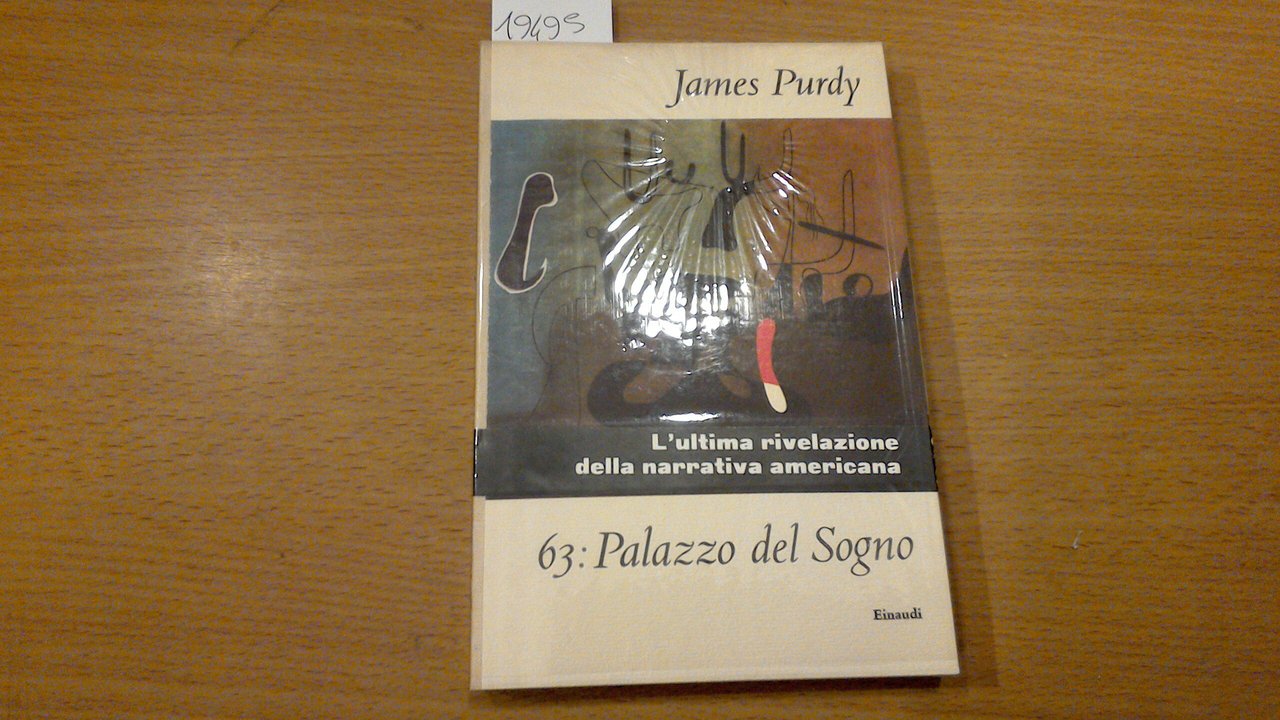 19495
James Purdy
L'ultima rivelazione
della narrativa americana
63: Palazzo del Sogno
Einaudi